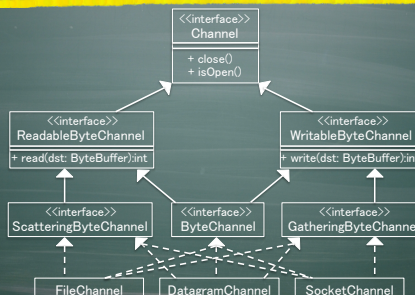 <<interface>>
Channel
+ close()
+ isOpen()
<<interface>>
ReadableByteChannel
+ read(dst: ByteBuffer):int
<<interface>>
WritableByteChannel
+ write(dst: ByteBuffer):in
<<interface>>
ScatteringByteChannel
<<interface>>
ByteChannel
<<interface>>
GatheringByteChanne
FileChannel
DatagramChannel
SocketChannel